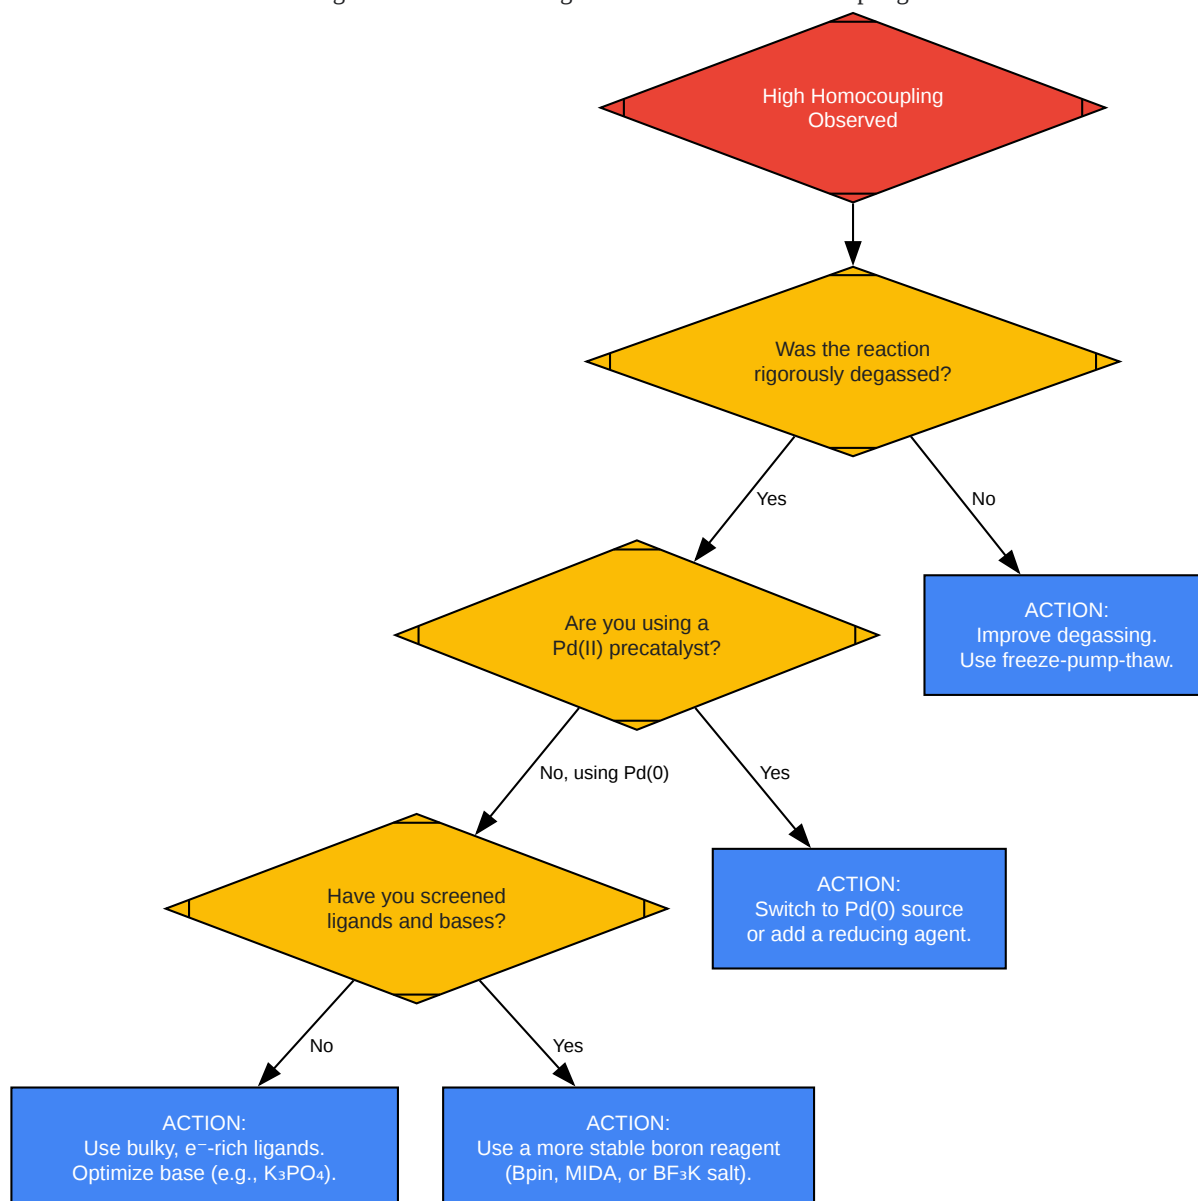 High Homocoupling
Observed
Was the reaction
rigorously degassed?
Yes
No
Are you using a
Pd(II) precatalyst?
ACTION:
Improve degassing.
Use freeze-pump-thaw.
No, using Pd(0)
Yes
Have you screened
ligands and bases?
ACTION:
Switch to Pd(0) source
or add a reducing agent.
No
Yes
ACTION:
Use bulky, e⁻-rich ligands.
Optimize base (e.g., K₃PO₄).
ACTION:
Use a more stable boron reagent
(Bpin, MIDA, or BF₃K salt).